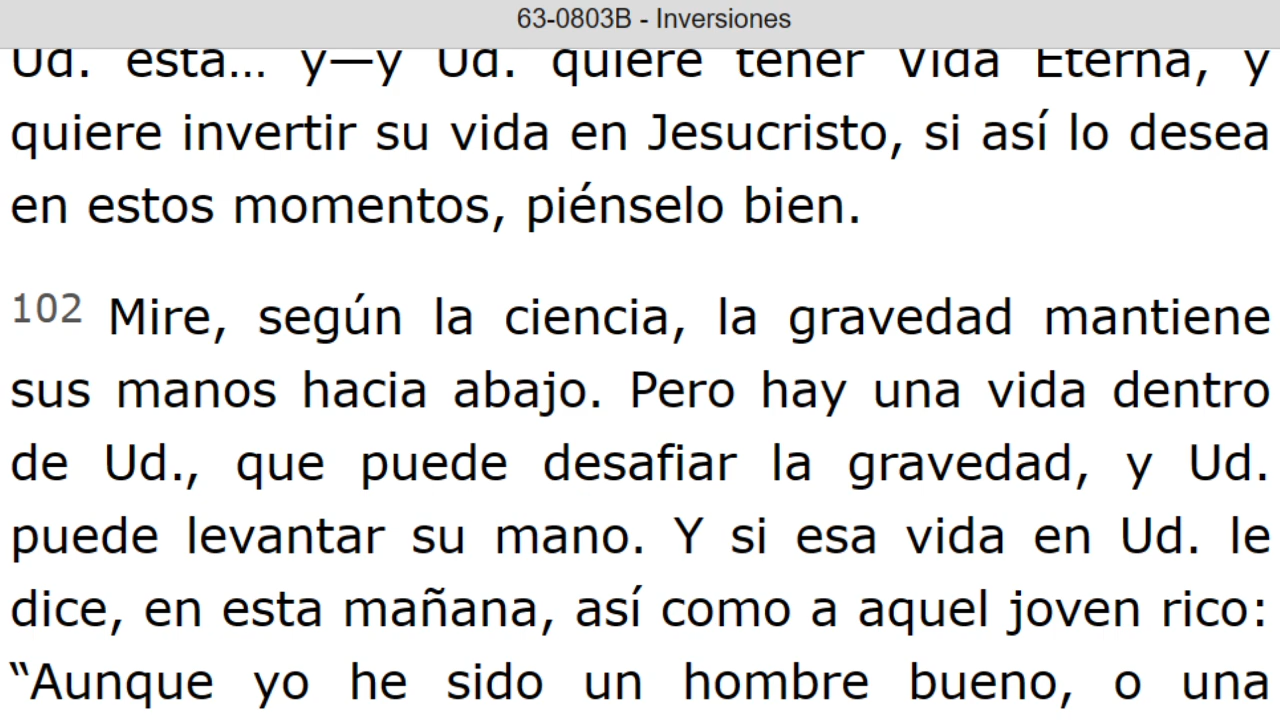 63-0803B - Inversiones
Ud. está… y—y Ud. quiere tener Vida Eterna, y
quiere invertir su vida en Jesucristo, si así lo desea
en estos momentos, piénselo bien.
102 Mire, según la ciencia, la gravedad mantiene
sus manos hacia abajo. Pero hay una vida dentro
de Ud., que puede desafiar la gravedad, y Ud.
puede levantar su mano. Y si esa vida en Ud. le
dice, en esta mañana, así como a aquel joven rico:
“Aunque yo he sido un hombre bueno, o una